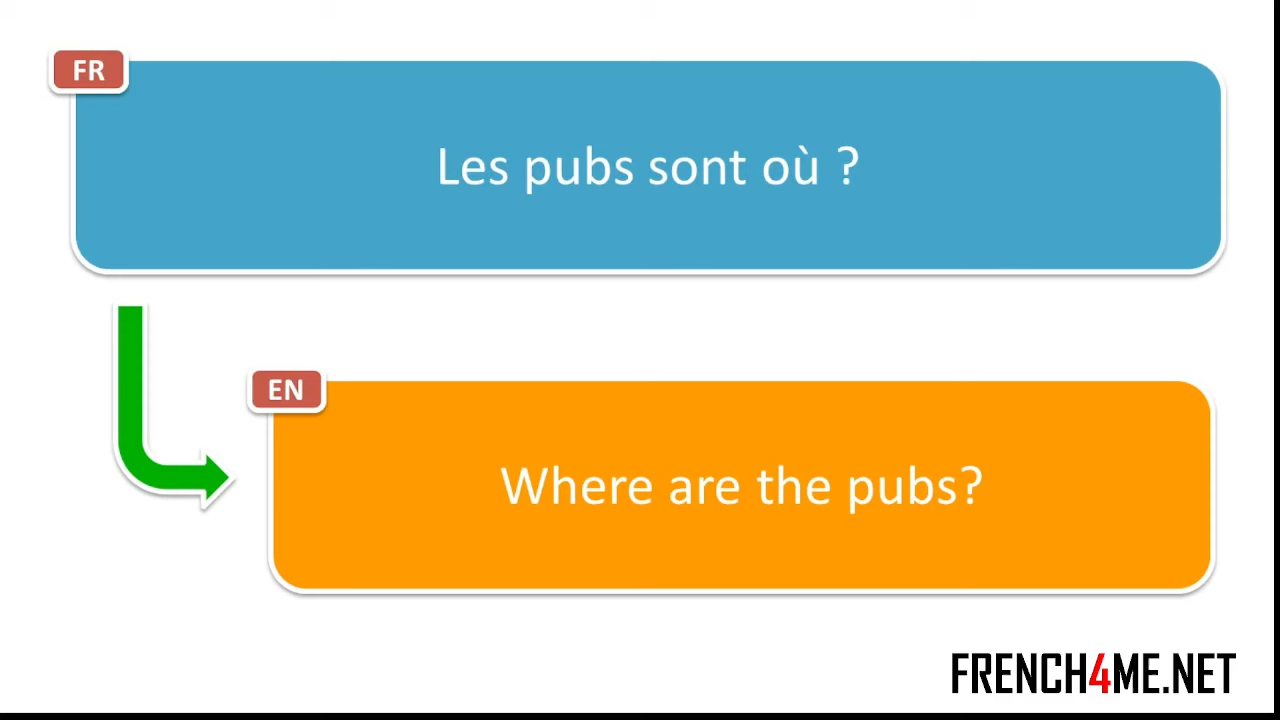 FR
Les pubs sont où ?
EN
Where are the pubs?
FRENCH4ME.NET